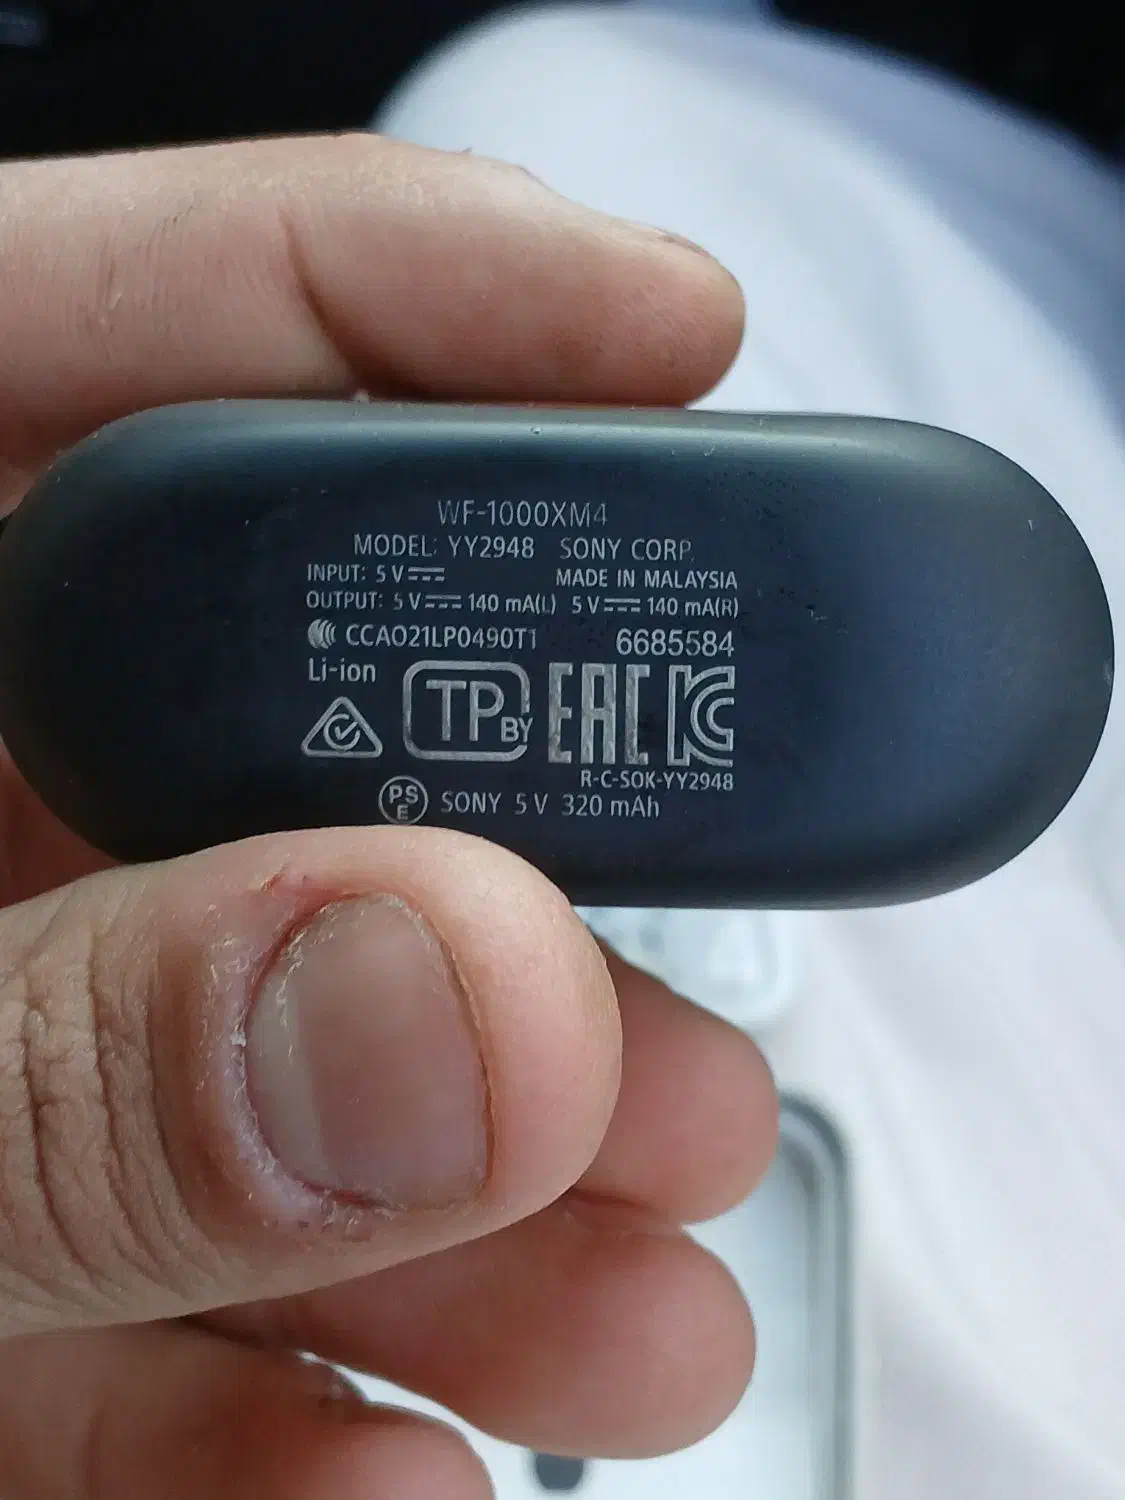 WF-1000XM4
MODEL: YY2948 SONY CORP.
INPUT: 5 V⎓ MADE IN MALAYSIA
OUTPUT: 5 V⎓ 140 mA(L) 5 V⎓ 140 mA(R)
CCAO21LP0490T1 6685584
Li-ion
TP BY EAC KC
R-C-SOK-YY2948
PSE SONY 5 V 320 mAh